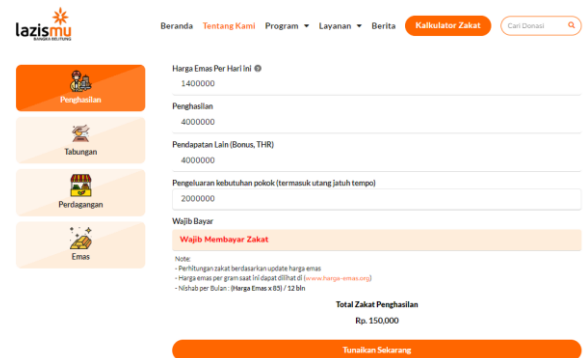 lazismu
BANGKA BELITUNG
Beranda Tentang Kami Program Layanan Berita Kalkulator Zakat Cari Donasi
Penghasilan
Tabungan
Perdagangan
Emas
Harga Emas Per Hari Ini
1400000
Penghasilan
4000000
Pendapatan Lain (Bonus, THR)
4000000
Pengeluaran kebutuhan pokok (termasuk utang jatuh tempo)
2000000
Wajib Bayar
Wajib Membayar Zakat
Note:
- Perhitungan zakat berdasarkan update harga emas
- Harga emas per gram saat ini dapat dilihat di (www.harga-emas.org)
- Nishab per Bulan : (Harga Emas x 85) / 12 bln
Total Zakat Penghasilan
Rp. 150,000
Tunaikan Sekarang